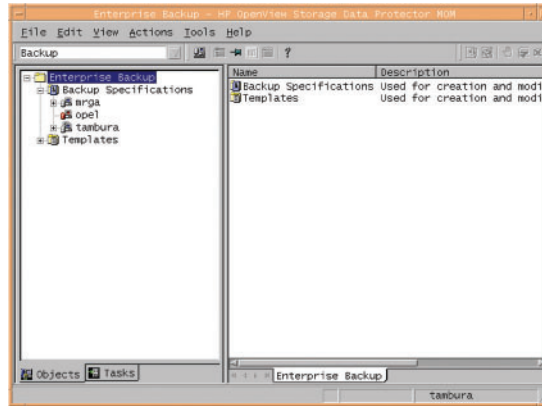 Enterprise Backup - HP OpenView Storage Data Protector MOM
File Edit View Actions Tools Help
Backup
?
Enterprise Backup
Backup Specifications
mrga
opel
tambura
Templates
Name Description
Backup Specifications Used for creation and modi
Templates Used for creation and modi
Objects Tasks
Enterprise Backup
tambura